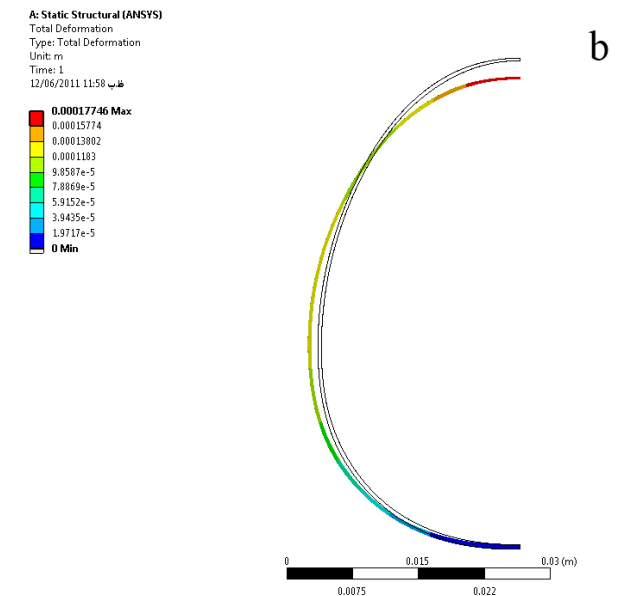 A: Static Structural (ANSYS)
Total Deformation
Type: Total Deformation
Unit: m
Time: 1
12/06/2011 11:58 ظ.ب
b
0.00017746 Max
0.00015774
0.00013802
0.0001183
9.8587e-5
7.8869e-5
5.9152e-5
3.9435e-5
1.9717e-5
0 Min
0 0.015 0.03 (m)
0.0075 0.022